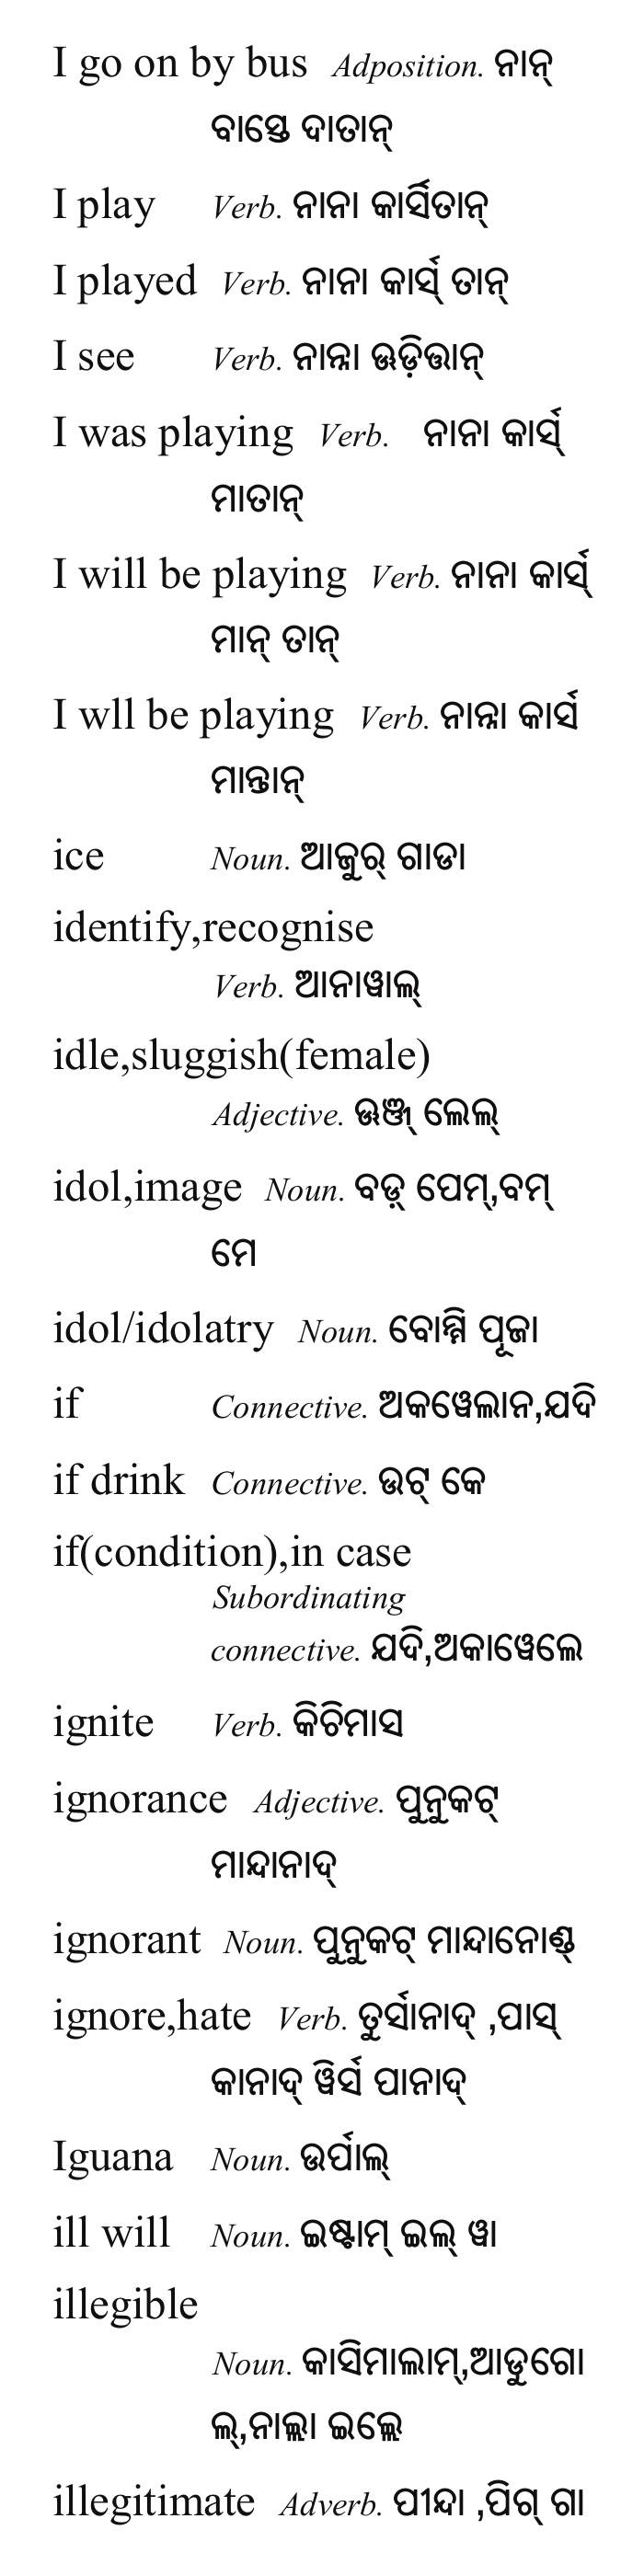 I go on by bus Adposition. ନାନ୍
ବାସ୍ତେ ଦାତାନ୍
I play Verb. ନାନା କାର୍ସିତାନ୍
I played Verb. ନାନା କାର୍ସ୍ ତାନ୍
I see Verb. ନାନ୍ନା ଊଡ଼ିତ୍ତାନ୍
I was playing Verb. ନାନା କାର୍ସ୍
ମାତାନ୍
I will be playing Verb. ନାନା କାର୍ସ୍
ମାନ୍ ତାନ୍
I wll be playing Verb. ନାନ୍ନା କାର୍ସ
ମାନ୍ତାନ୍
ice Noun. ଆଜୁର୍ ଗାଡା
identify,recognise
Verb. ଆନାୱାଲ୍
idle,sluggish(female)
Adjective. ଊଞ୍ଜ୍ ଲେଲ୍
idol,image Noun. ବଡ଼୍ ପେମ୍,ବମ୍
ମେ
idol/idolatry Noun. ବୋମ୍ନି ପୂଜା
if Connective. ଅକୱେଲାନ,ଯଦି
if drink Connective. ଉଟ୍ କେ
if(condition),in case
Subordinating
connective. ଯଦି,ଅକାୱେଲେ
ignite Verb. କିଚିମାସ
ignorance Adjective. ପୁନୁକଟ୍
ମାନ୍ଦାନାଦ୍
ignorant Noun. ପୁନୁକଟ୍ ମାନ୍ଦାନୋଣ୍ଡ୍
ignore,hate Verb. ତୁର୍ସାନାଦ୍ ,ପାସ୍
କାନାଦ୍ ୱିର୍ସ ପାନାଦ୍
Iguana Noun. ଉର୍ପାଲ୍
ill will Noun. ଇଷ୍ଟାମ୍ ଇଲ୍ ୱା
illegible
Noun. କାସିମାଲାମ୍,ଆଡୁଗୋ
ଲ୍,ନାଲ୍ଲା ଇଲ୍ଲେ
illegitimate Adverb. ପୀନ୍ଦା ,ପିଗ୍ ଗା